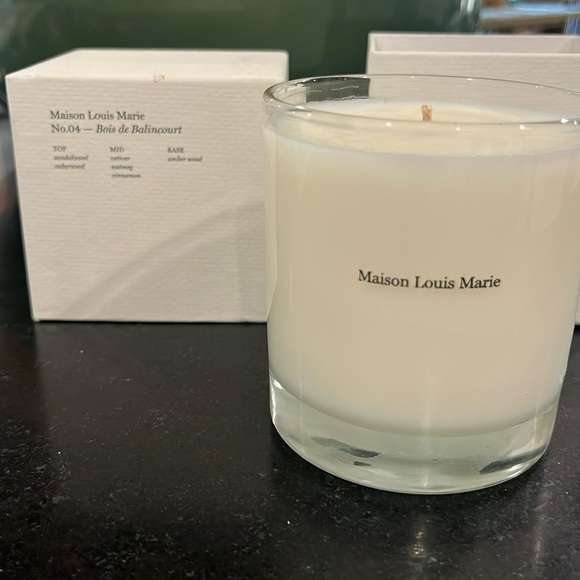 Maison Louis Marie
No.04 — Bois de Balincourt
TOP MID BASE
sandalwood vetiver amber wood
cedarwood nutmeg
cinnamon
Maison Louis Marie